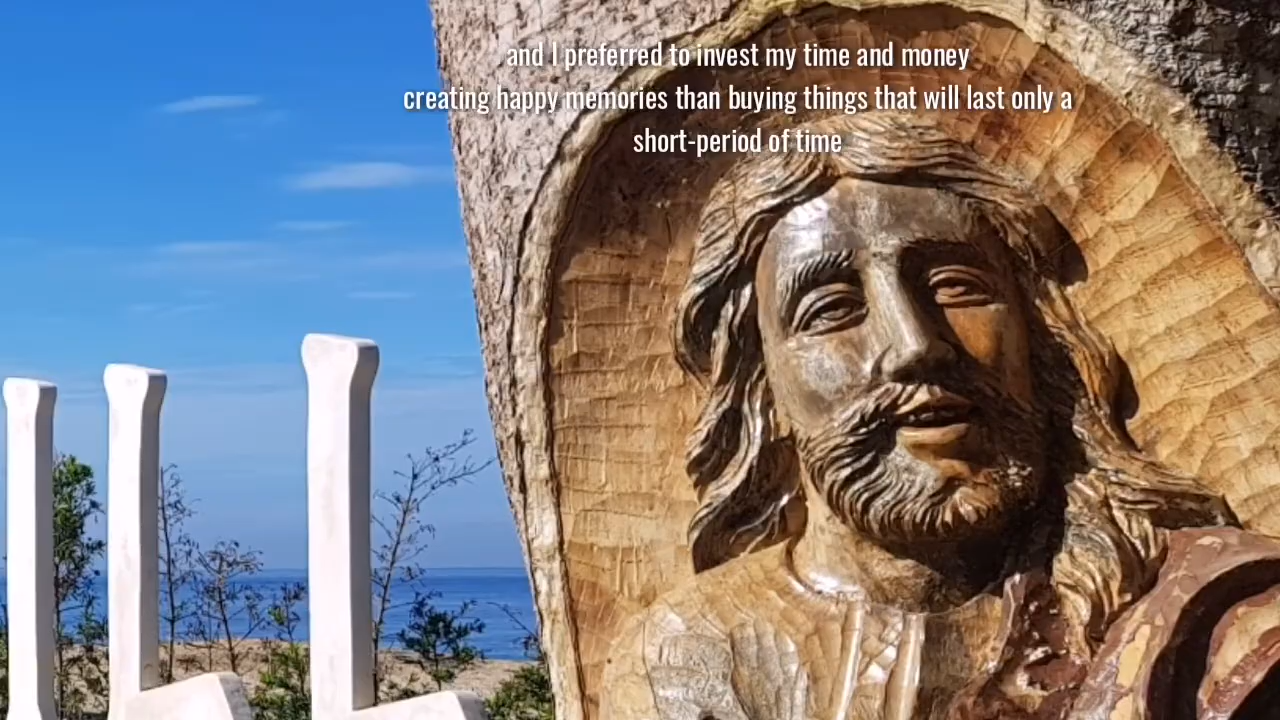 and I preferred to invest my time and money
creating happy memories than buying things that will last only a
short-period of time